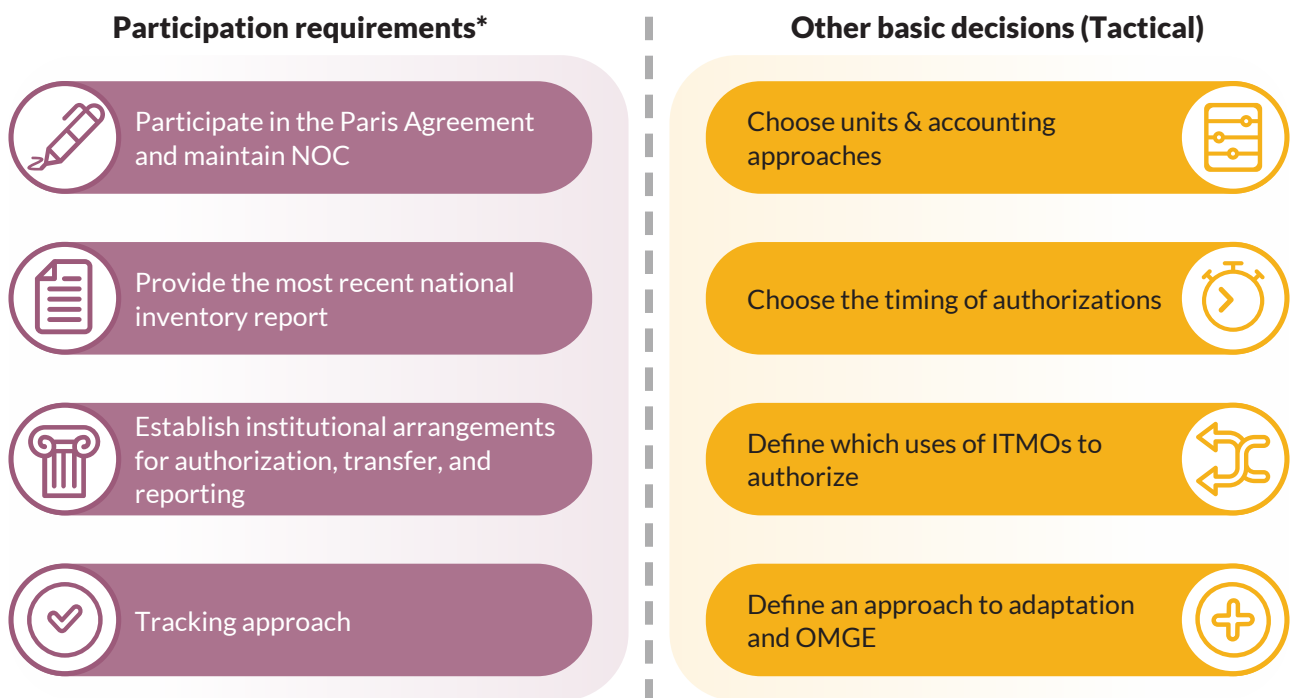 Participation requirements*
Participate in the Paris Agreement
and maintain NOC
Provide the most recent national
inventory report
Establish institutional arrangements
for authorization, transfer, and
reporting
Tracking approach
Other basic decisions (Tactical)
Choose units & accounting
approaches
Choose the timing of authorizations
Define which uses of ITMOs to
authorize
Define an approach to adaptation
and OMGE